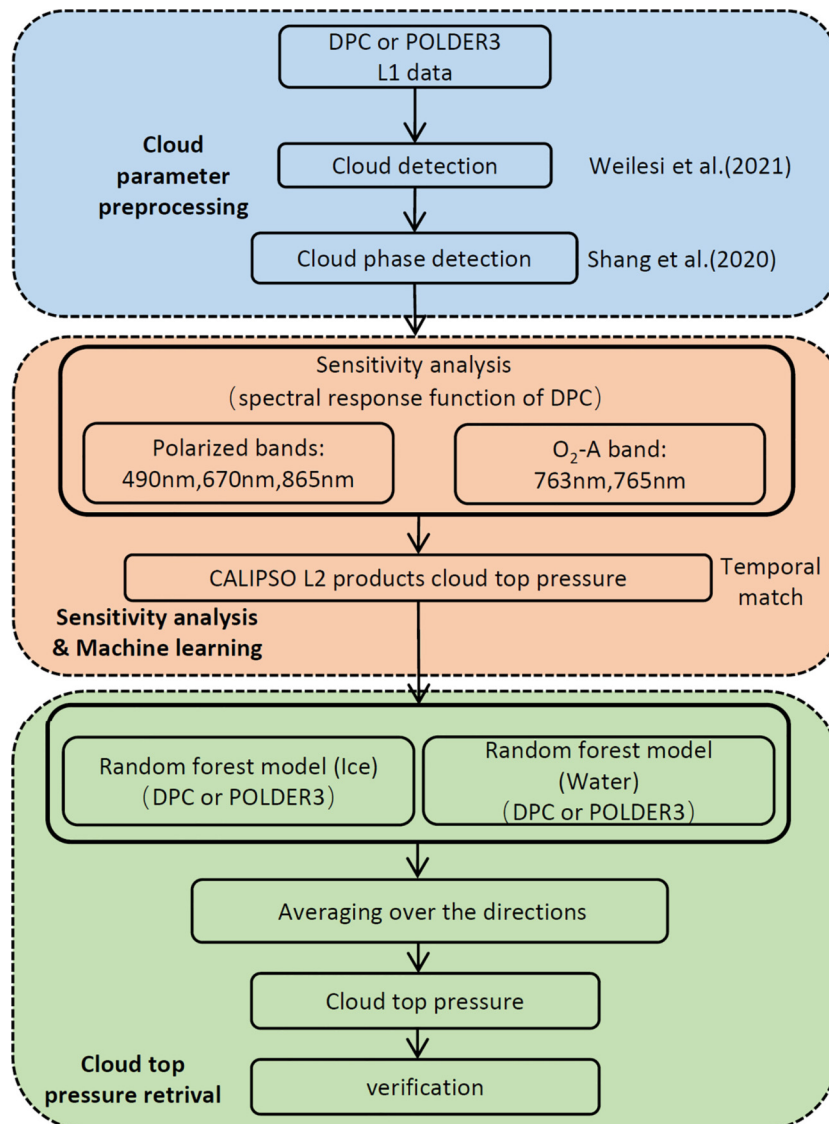 DPC or POLDER3
L1 data
Cloud
parameter
preprocessing
Cloud detection
Weilesi et al.(2021)
Cloud phase detection
Shang et al.(2020)
Sensitivity analysis
（spectral response function of DPC）
Polarized bands:
490nm,670nm,865nm
O₂-A band:
763nm,765nm
CALIPSO L2 products cloud top pressure
Temporal
match
Sensitivity analysis
& Machine learning
Random forest model (Ice)
（DPC or POLDER3）
Random forest model
(Water)
（DPC or POLDER3）
Averaging over the directions
Cloud top pressure
Cloud top
pressure retrival
verification